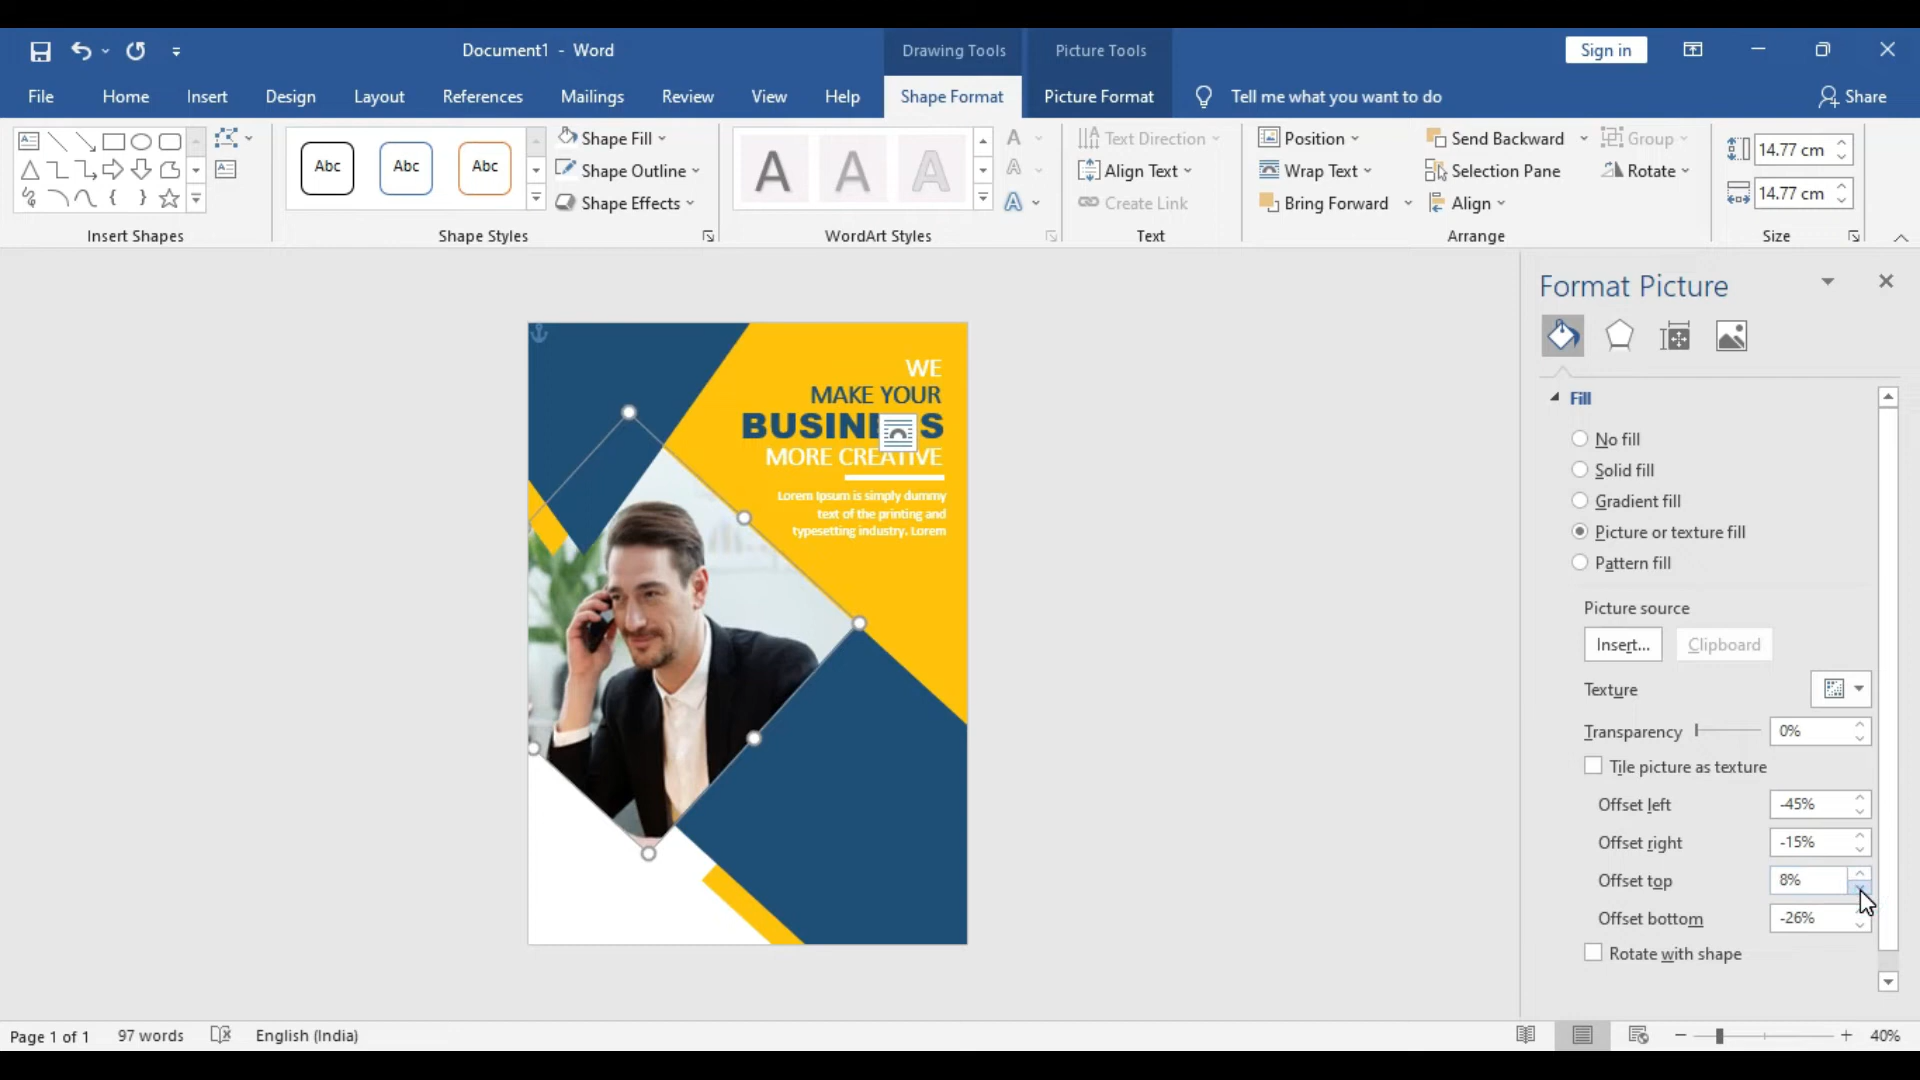 Document1 - Word
Drawing Tools
Picture Tools
Sign in
File
Home
Insert
Design
Layout
References
Mailings
Review
View
Help
Shape Format
Picture Format
Tell me what you want to do
Share
Abc
Abc
Abc
Shape Fill
Shape Outline
Shape Effects
A
A
A
A
A
A
Text Direction
Align Text
Create Link
Position
Wrap Text
Bring Forward
Send Backward
Selection Pane
Align
Group
Rotate
14.77 cm
14.77 cm
Insert Shapes
Shape Styles
WordArt Styles
Text
Arrange
Size
WE
MAKE YOUR
MORE CREATIVE
Lorem Ipsum is simply dummy
text of the printing and
typesetting industry. Lorem
Format Picture
Fill
No fill
Solid fill
Gradient fill
Picture or texture fill
Pattern fill
Picture source
Insert...
Clipboard
Texture
Transparency
0%
Tile picture as texture
Offset left
-45%
Offset right
-15%
Offset top
8%
Offset bottom
-26%
Rotate with shape
Page 1 of 1
97 words
English (India)
40%